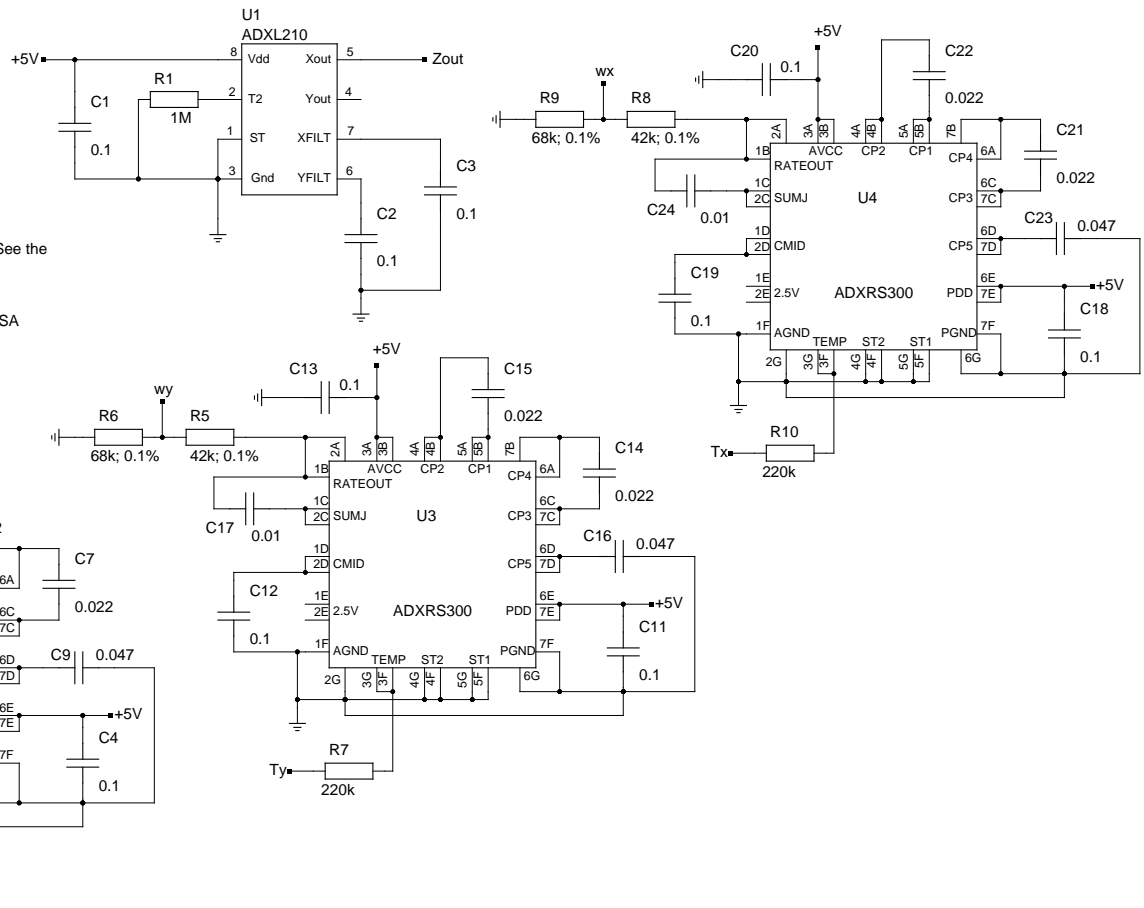 U1
ADXL210
+5V
8
Vdd
Xout
5
Zout
R1
1M
2
T2
Yout
4
C1
0.1
1
ST
XFILT
7
3
Gnd
YFILT
6
C3
0.1
C2
0.1
See the
SA
+5V
C20
0.1
C22
0.022
wx
R9
68k; 0.1%
R8
42k; 0.1%
2A
3A
3B
4A
4B
5A
5B
7B
AVCC
CP2
CP1
1B
RATEOUT
CP4
6A
C21
0.022
1C
2C
SUMJ
U4
CP3
6C
7C
C24
0.01
C23
0.047
1D
2D
CMID
CP5
6D
7D
C19
0.1
1E
2E
2.5V
ADXRS300
PDD
6E
7E
+5V
C18
0.1
1F
AGND
TEMP
ST2
ST1
PGND
7F
2G
3G
3F
4G
4F
5G
5F
6G
Tx
R10
220k
+5V
C13
0.1
C15
0.022
wy
R6
68k; 0.1%
R5
42k; 0.1%
2A
3A
3B
4A
4B
5A
5B
7B
AVCC
CP2
CP1
1B
RATEOUT
CP4
6A
C14
0.022
1C
2C
SUMJ
U3
CP3
6C
7C
C17
0.01
C16
0.047
1D
2D
CMID
CP5
6D
7D
C12
0.1
1E
2E
2.5V
ADXRS300
PDD
6E
7E
+5V
C11
0.1
1F
AGND
TEMP
ST2
ST1
PGND
7F
2G
3G
3F
4G
4F
5G
5F
6G
Ty
R7
220k
C7
0.022
6A
6C
7C
6D
7D
C9
0.047
6E
7E
+5V
C4
0.1
7F